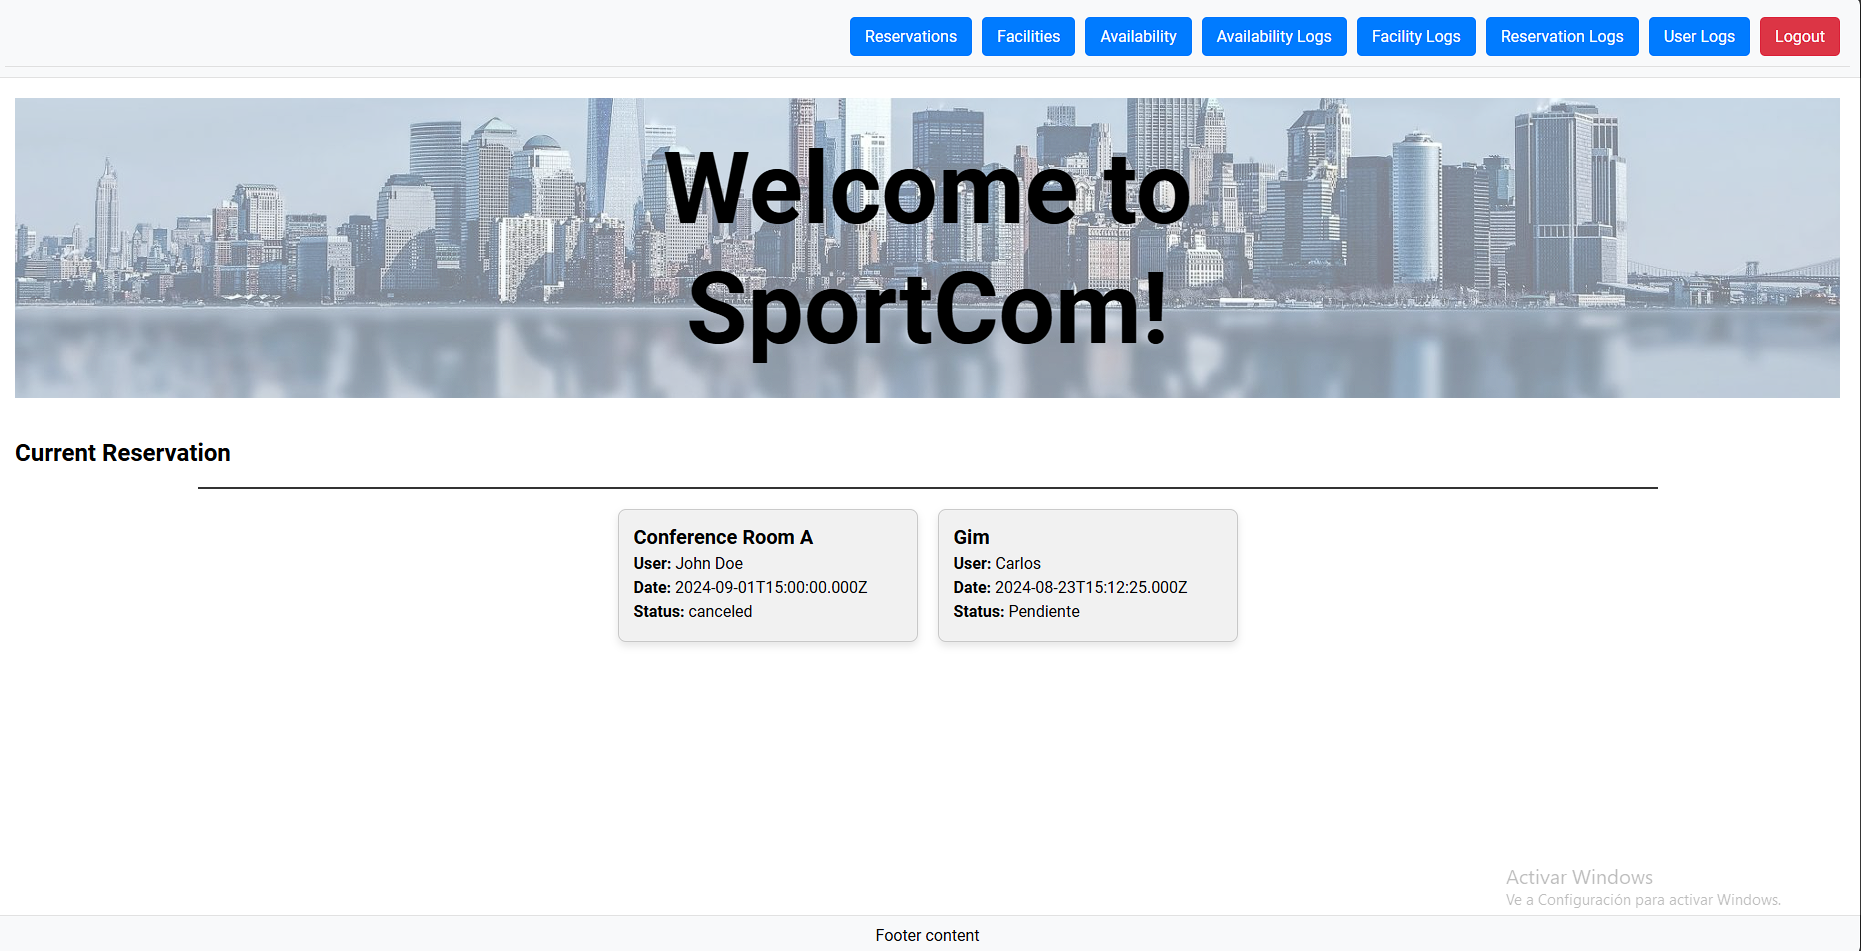 Reservations Facilities Availability Availability Logs Facility Logs Reservation Logs User Logs Logout
Welcome to
SportCom!
Current Reservation
Conference Room A
User: John Doe
Date: 2024-09-01T15:00:00.000Z
Status: canceled
Gim
User: Carlos
Date: 2024-08-23T15:12:25.000Z
Status: Pendiente
Activar Windows
Ve a Configuración para activar Windows.
Footer content